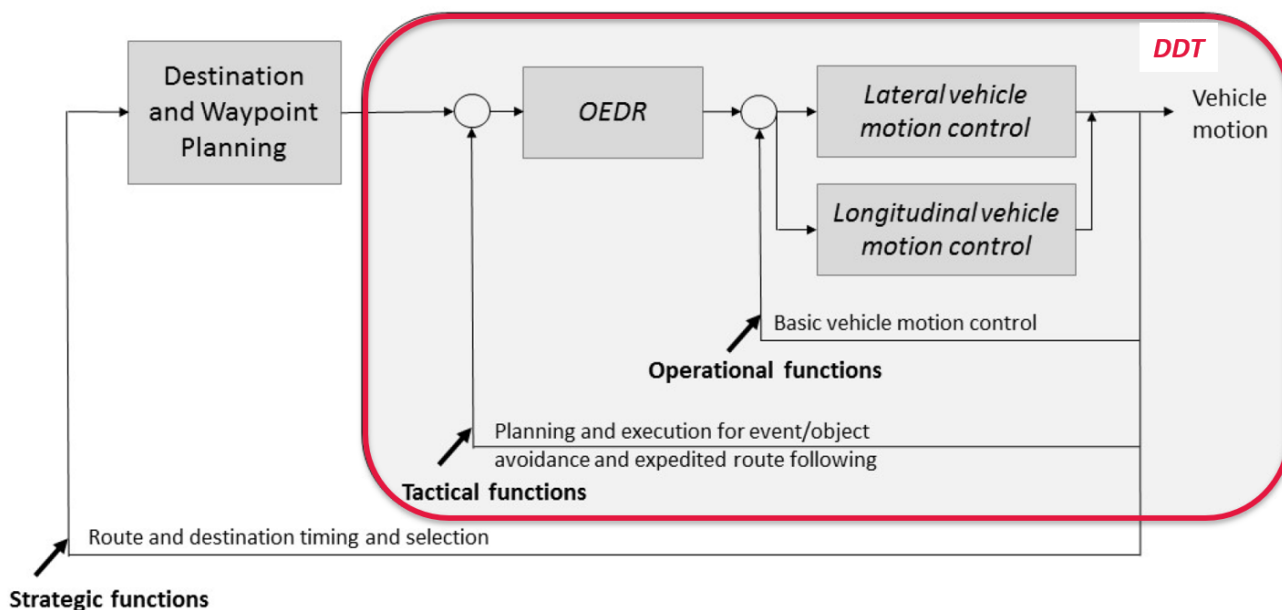 DDT
Destination
and Waypoint
Planning
OEDR
Lateral vehicle
motion control
Vehicle
motion
Longitudinal vehicle
motion control
Basic vehicle motion control
Operational functions
Planning and execution for event/object
avoidance and expedited route following
Tactical functions
Route and destination timing and selection
Strategic functions